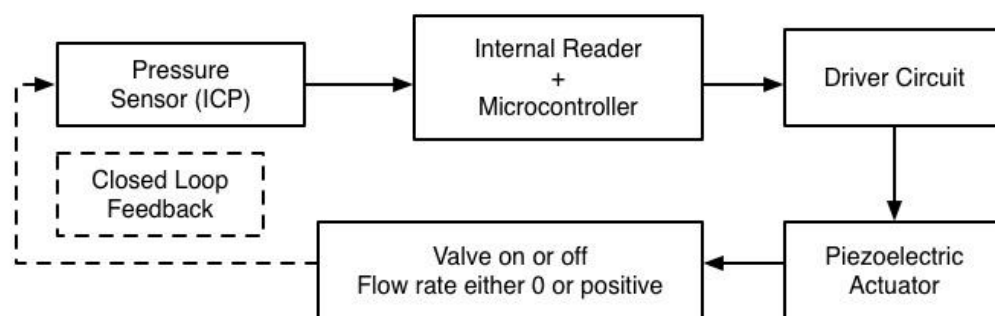 Pressure
Sensor (ICP)
Internal Reader
+
Microcontroller
Driver Circuit
Closed Loop
Feedback
Valve on or off
Flow rate either 0 or positive
Piezoelectric
Actuator